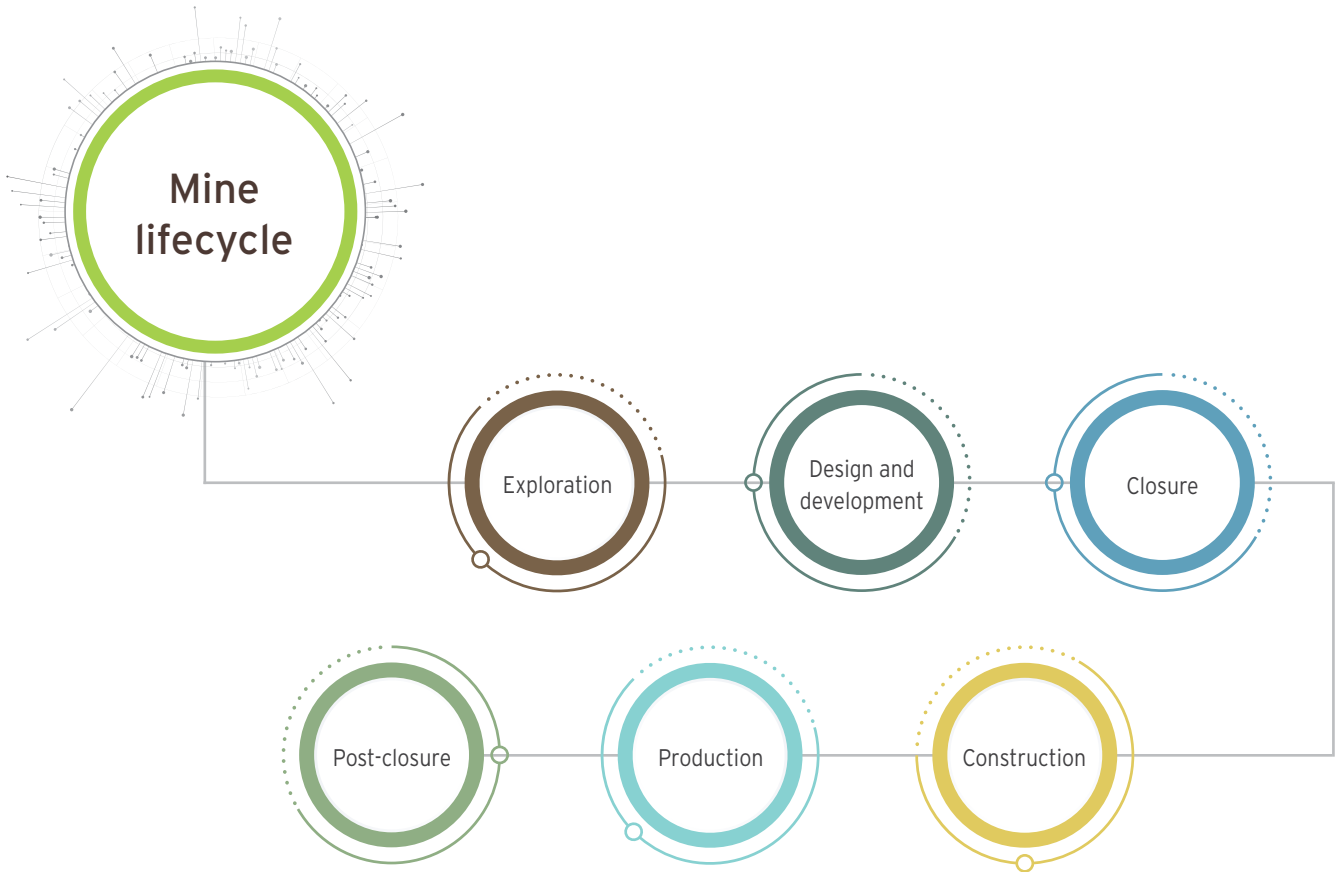 Mine
lifecycle
Exploration
Design and
development
Closure
Post-closure
Production
Construction